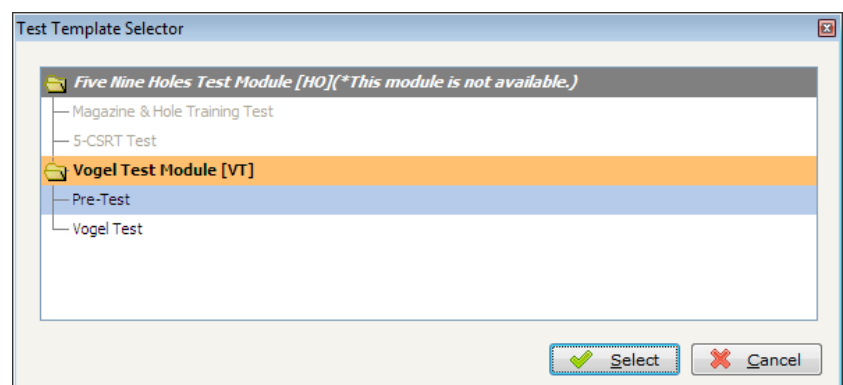 Test Template Selector
Five Nine Holes Test Module [HO](*This module is not available.)
Magazine & Hole Training Test
5-CSRT Test
Vogel Test Module [VT]
Pre-Test
Vogel Test
Select
Cancel